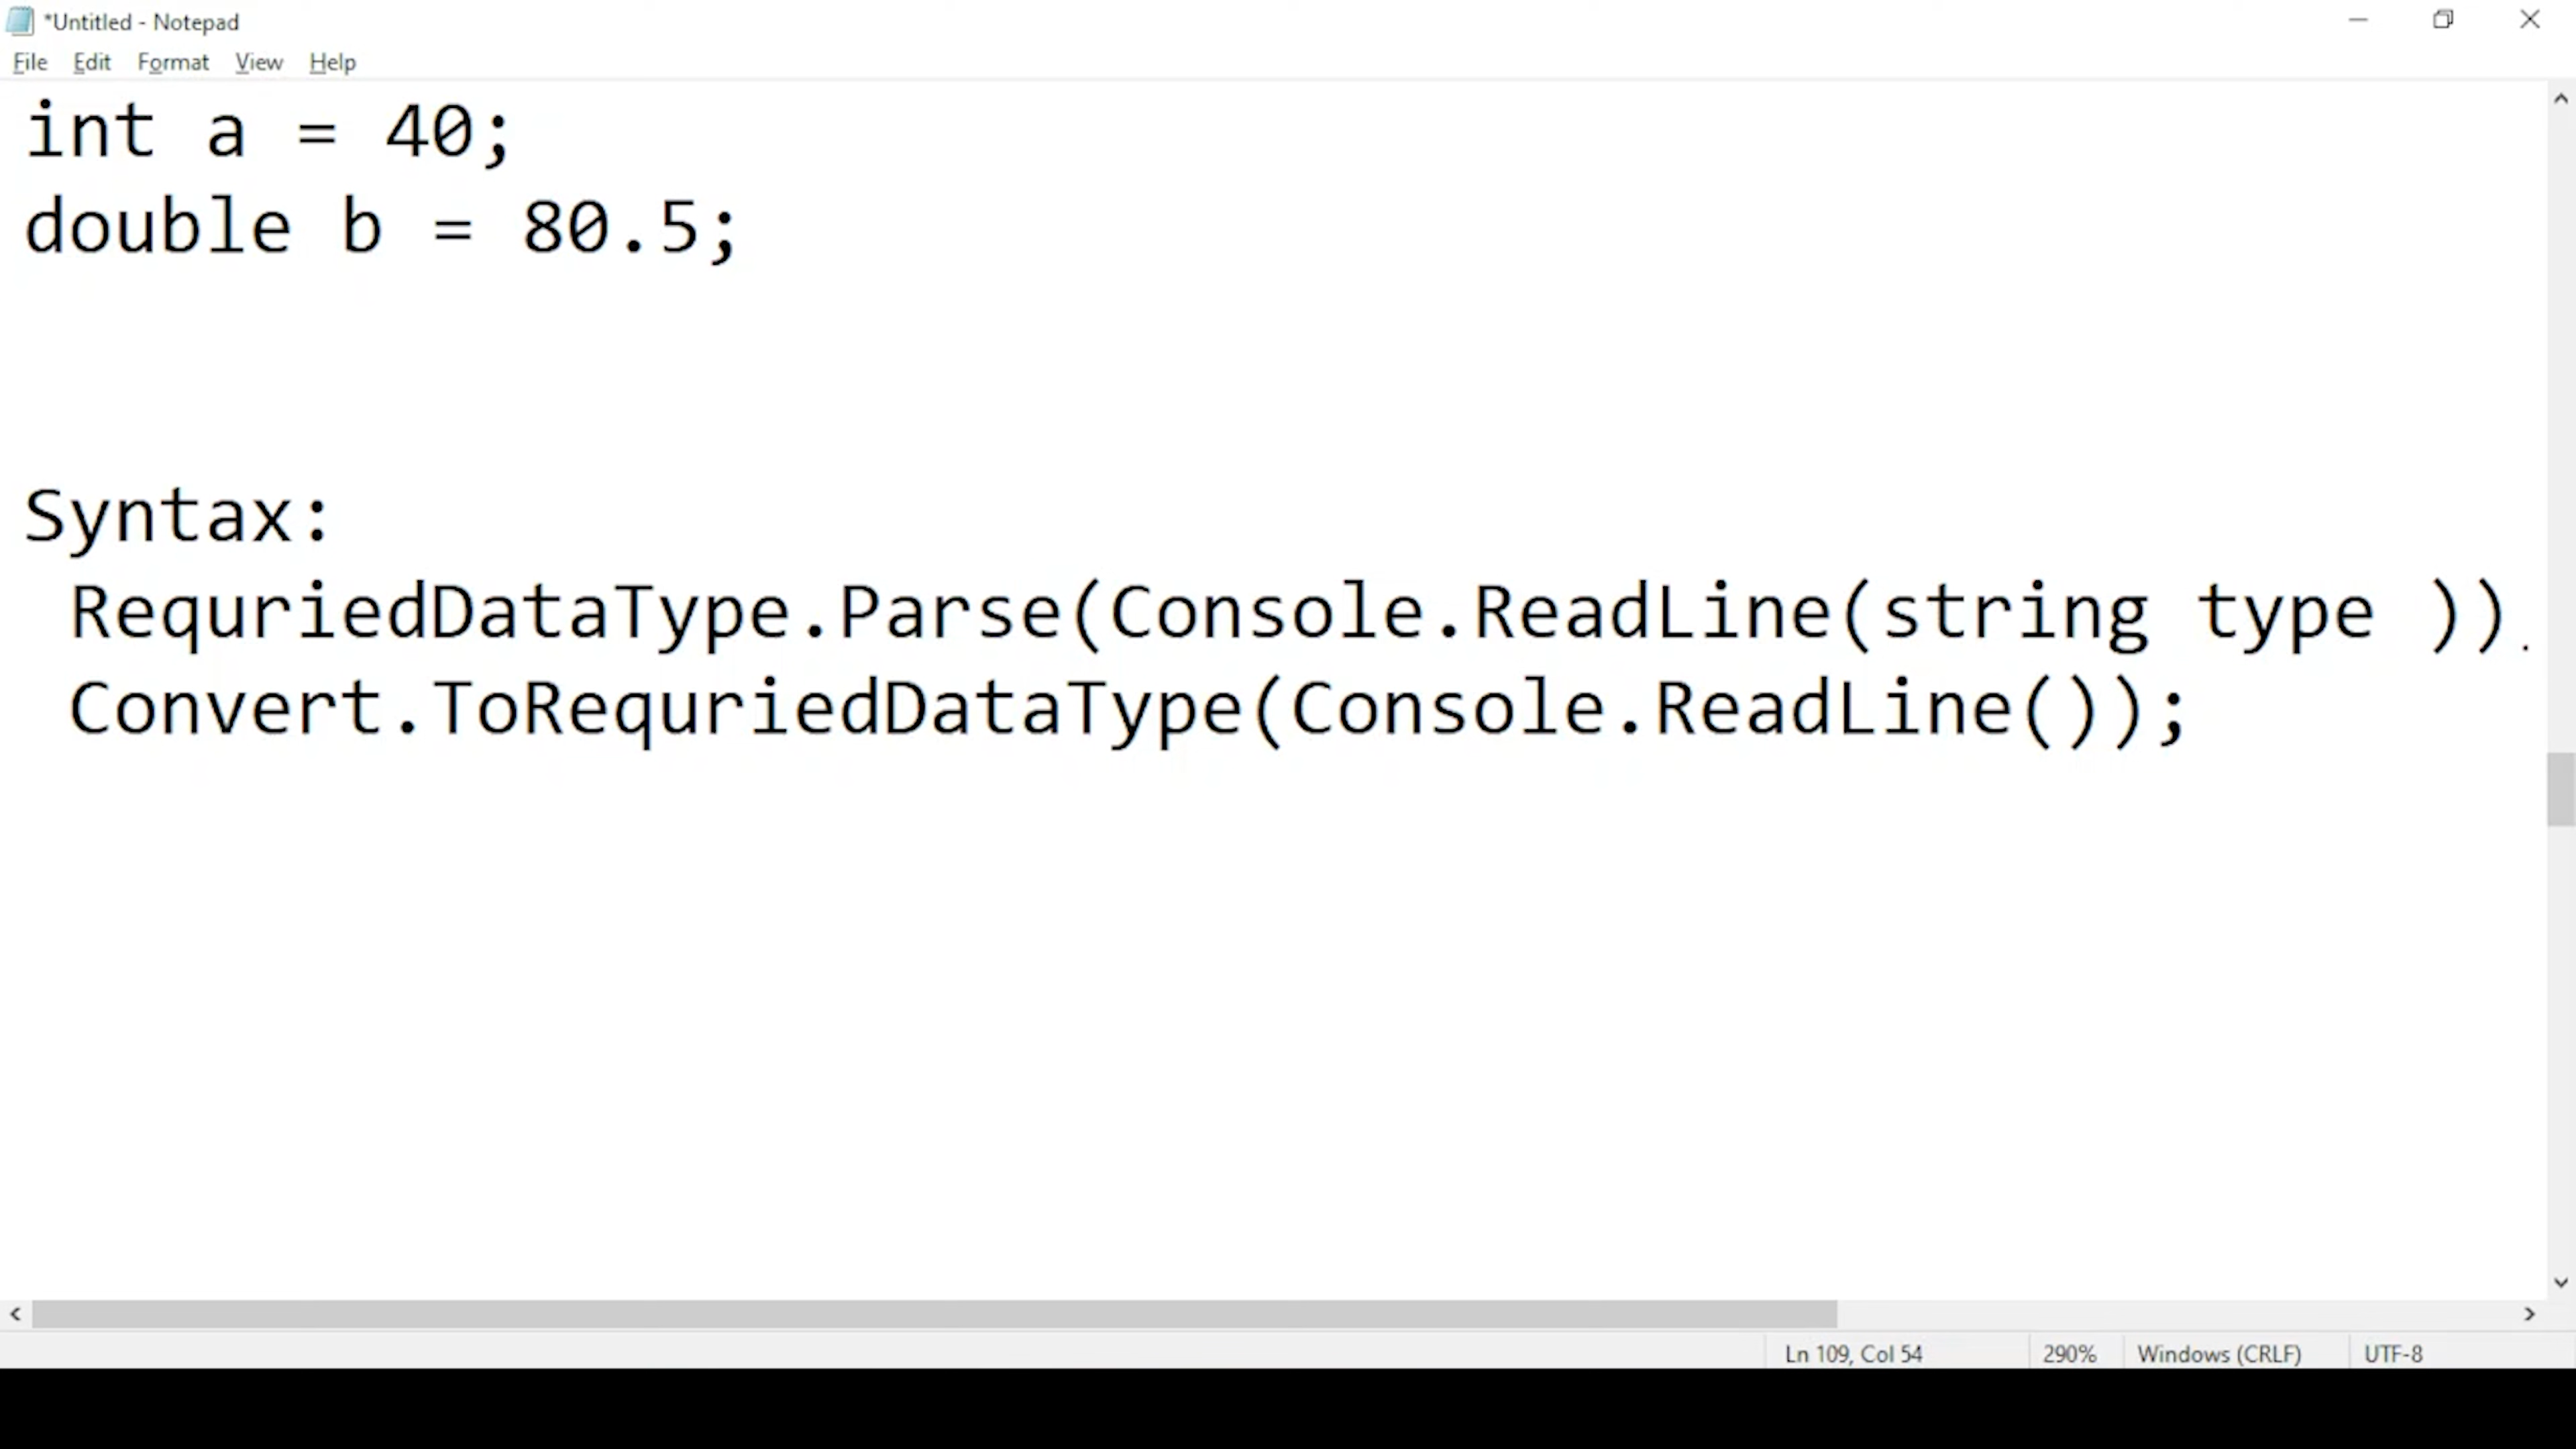 *Untitled - Notepad
File Edit Format View Help
int a = 40;
double b = 80.5;
Syntax:
RequriedDataType.Parse(Console.ReadLine(string type ))
Convert.ToRequriedDataType(Console.ReadLine());
Ln 109, Col 54 290% Windows (CRLF) UTF-8